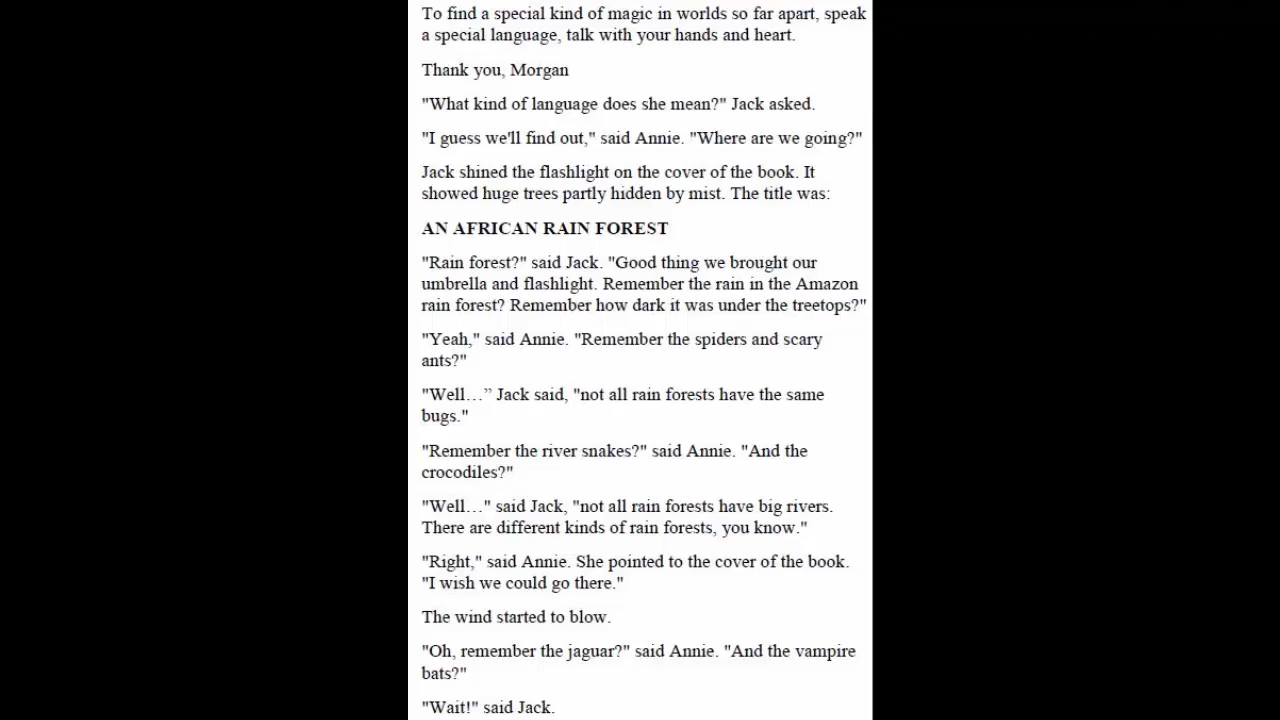 To find a special kind of magic in worlds so far apart, speak
a special language, talk with your hands and heart.
Thank you, Morgan
"What kind of language does she mean?" Jack asked.
"I guess we'll find out," said Annie. "Where are we going?"
Jack shined the flashlight on the cover of the book. It
showed huge trees partly hidden by mist. The title was:
AN AFRICAN RAIN FOREST
"Rain forest?" said Jack. "Good thing we brought our
umbrella and flashlight. Remember the rain in the Amazon
rain forest? Remember how dark it was under the treetops?"
"Yeah," said Annie. "Remember the spiders and scary
ants?"
"Well…” Jack said, "not all rain forests have the same
bugs."
"Remember the river snakes?" said Annie. "And the
crocodiles?"
"Well…" said Jack, "not all rain forests have big rivers.
There are different kinds of rain forests, you know."
"Right," said Annie. She pointed to the cover of the book.
"I wish we could go there."
The wind started to blow.
"Oh, remember the jaguar?" said Annie. "And the vampire
bats?"
"Wait!" said Jack.